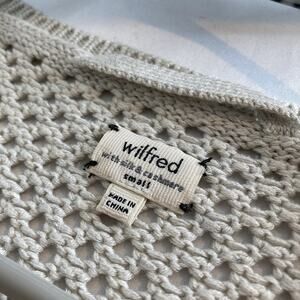 wilfred
with silk & cashmere
small
MADE IN
CHINA